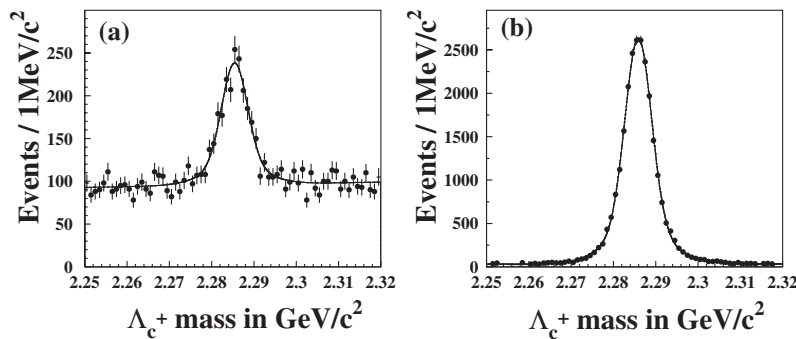 (a)
Events / 1MeV/c²
250
200
150
100
50
0
2.25 2.26 2.27 2.28 2.29 2.3 2.31 2.32
Λc⁺ mass in GeV/c²
(b)
Events / 1MeV/c²
2500
2000
1500
1000
500
0
2.25 2.26 2.27 2.28 2.29 2.3 2.31 2.32
Λc⁺ mass in GeV/c²